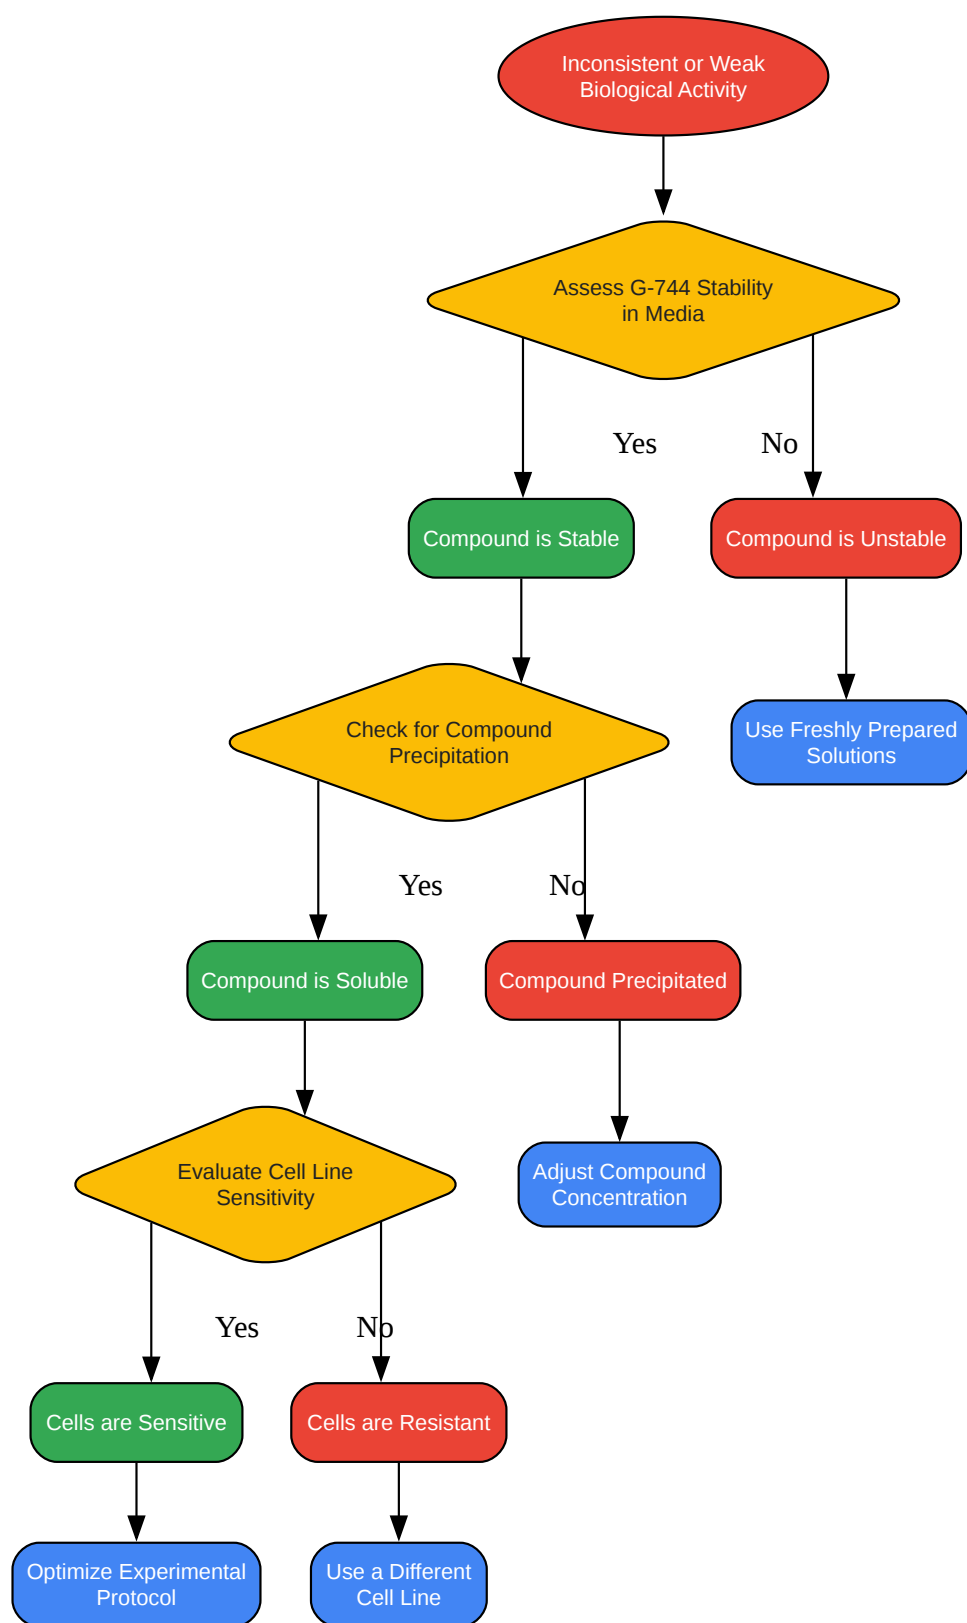 Inconsistent or Weak
Biological Activity
Assess G-744 Stability
in Media
Yes
No
Compound is Stable
Compound is Unstable
Check for Compound
Precipitation
Use Freshly Prepared
Solutions
Yes
No
Compound is Soluble
Compound Precipitated
Evaluate Cell Line
Sensitivity
Adjust Compound
Concentration
Yes
No
Cells are Sensitive
Cells are Resistant
Optimize Experimental
Protocol
Use a Different
Cell Line